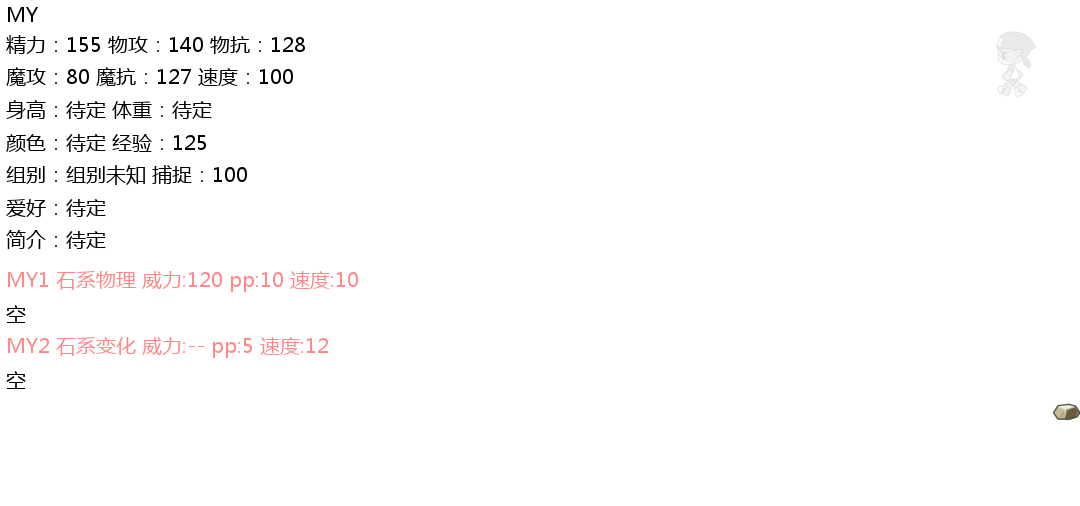 MY
精力：155 物攻：140 物抗：128
魔攻：80 魔抗：127 速度：100
身高：待定 体重：待定
颜色：待定 经验：125
组别：组别未知 捕捉：100
爱好：待定
简介：待定
MY1 石系物理 威力:120 pp:10 速度:10
空
MY2 石系变化 威力:-- pp:5 速度:12
空